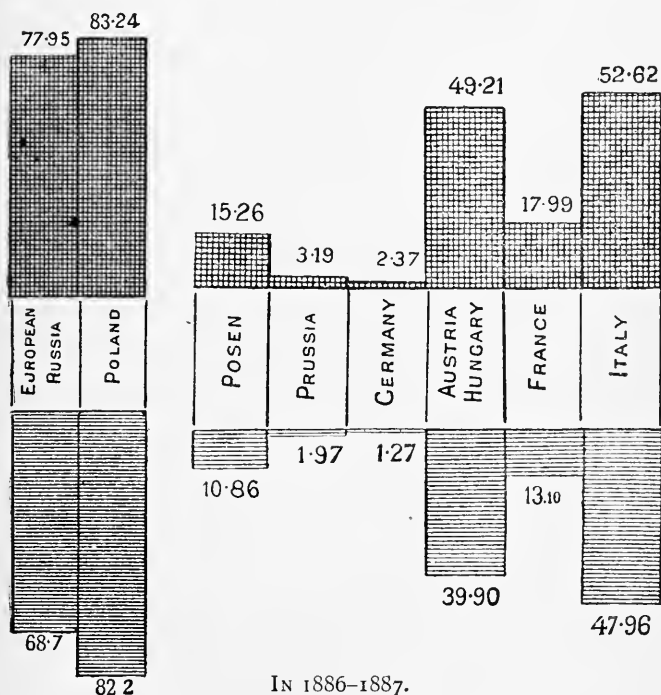 77.95 83.24
15.26 3.19 2.37 49.21 17.99 52.62
EJROPEAN RUSSIA
POLAND
POSEN
PRUSSIA
GERMANY
AUSTRIA HUNGARY
FRANCE
ITALY
68.7 82 2
10.86 1.97 1.27 39.90 13.10 47.96
IN 1886–1887.